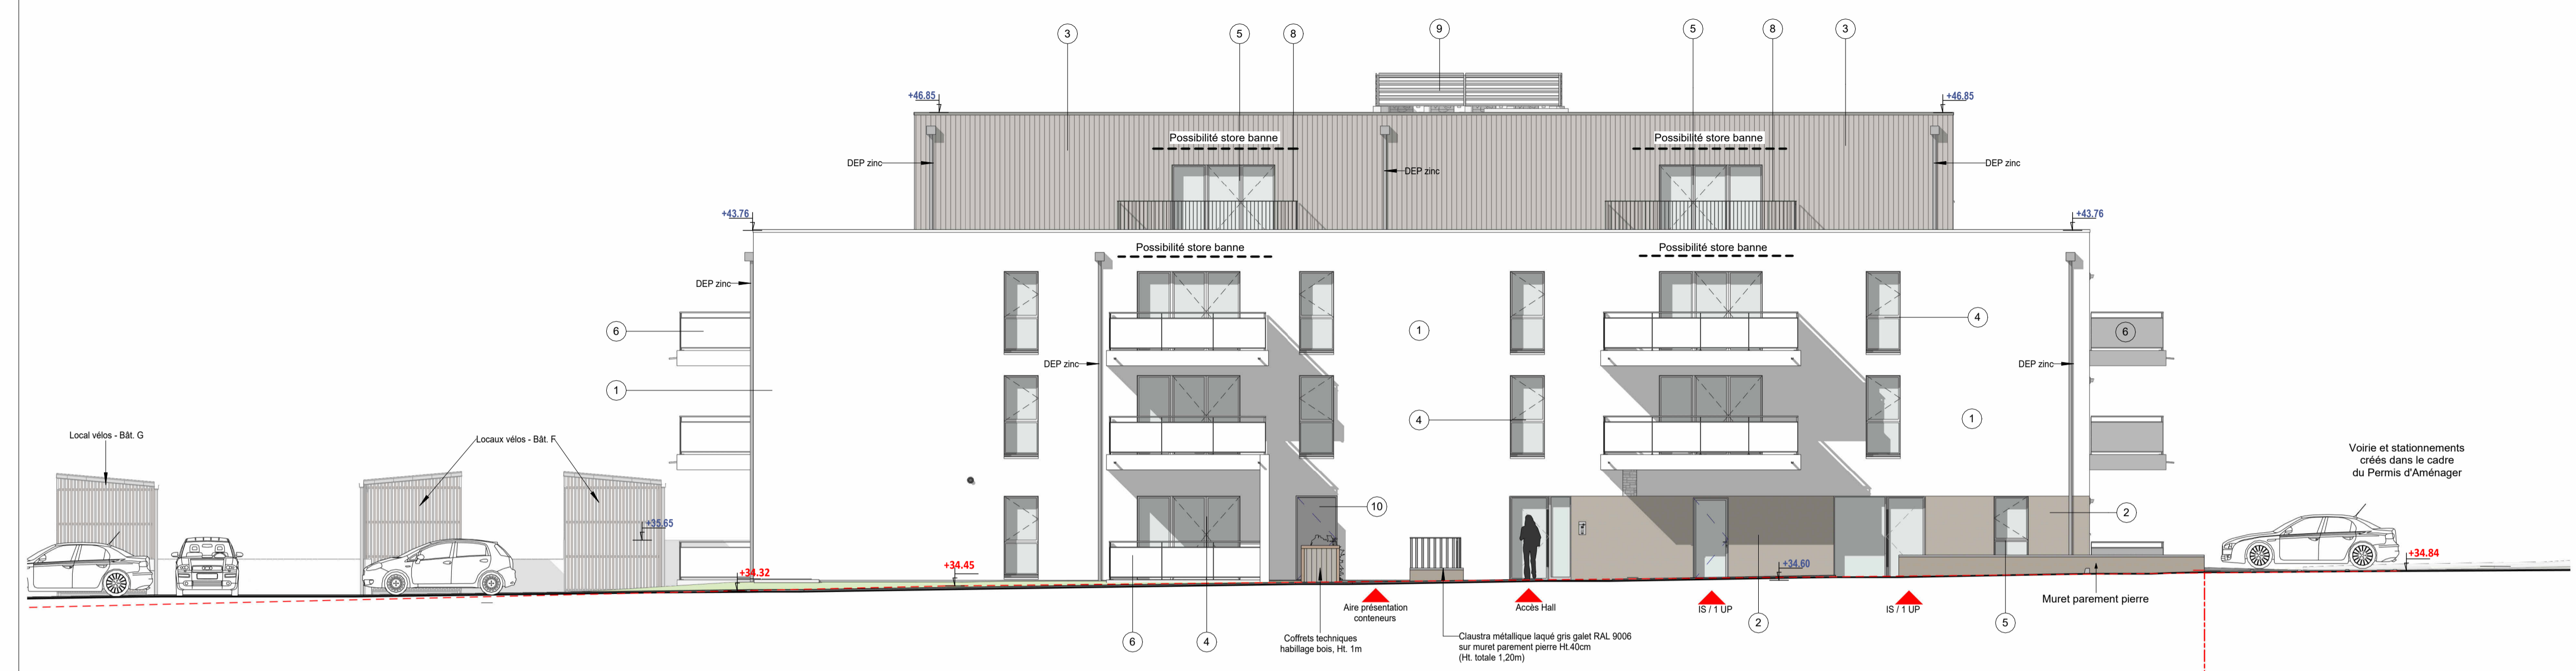 3
5
8
9
5
8
3
+46.85
+46.85
Possibilité store banne
Possibilité store banne
DEP zinc
DEP zinc
DEP zinc
+43.76
+43.76
Possibilité store banne
Possibilité store banne
DEP zinc
6
1
4
6
DEP zinc
DEP zinc
1
4
1
Local vélos - Bât. G
Locaux vélos - Bât. F
Voirie et stationnements
créés dans le cadre
du Permis d'Aménager
10
2
+35.65
+34.32
+34.45
+34.60
+34.84
Muret parement pierre
Aire présentation
conteneurs
Accès Hall
IS / 1 UP
IS / 1 UP
6
4
Coffrets techniques
habillage bois, Ht. 1m
Claustra métallique laqué gris galet RAL 9006
sur muret parement pierre Ht.40cm
(Ht. totale 1,20m)
2
5